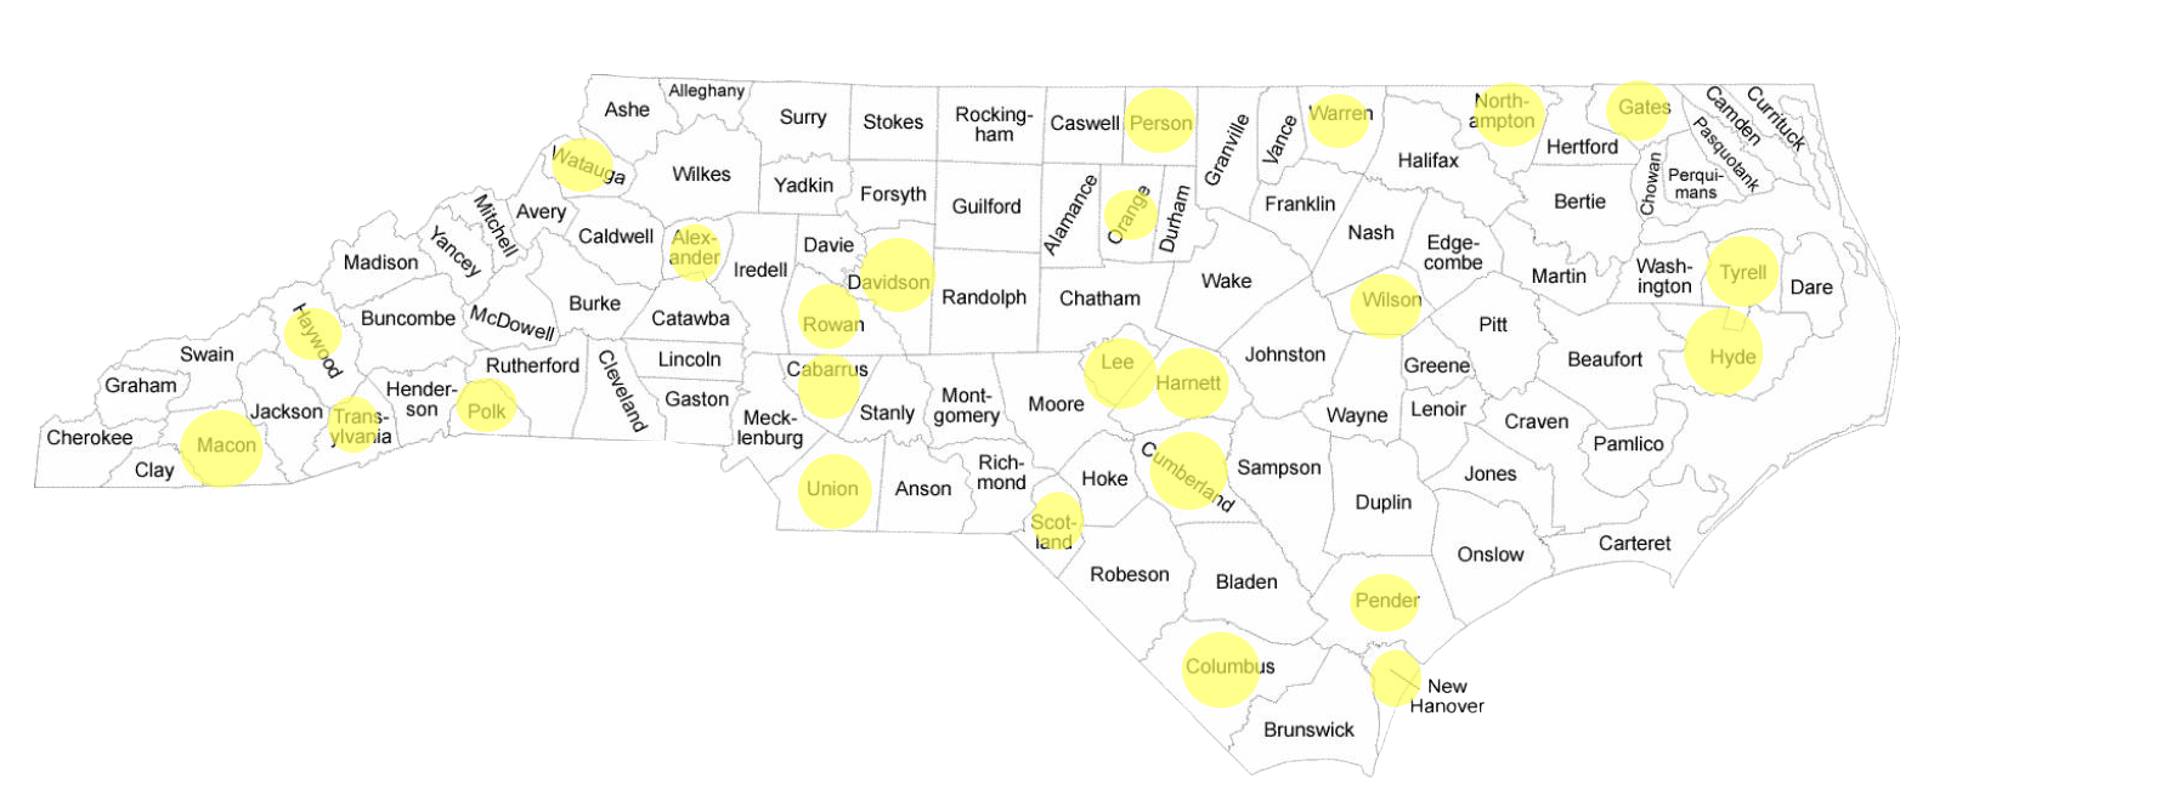 Alleghany
Ashe
Surry
Stokes
Rocking-
ham
Caswell
Person
Granville
Vance
Warren
North-
ampton
Gates
Camden
Currituck
Pasquotank
Watauga
Wilkes
Yadkin
Forsyth
Guilford
Alamance
Orange
Durham
Franklin
Halifax
Hertford
Bertie
Chowan
Perqui-
mans
Mitchell
Avery
Caldwell
Alex-
ander
Iredell
Davie
Davidson
Randolph
Chatham
Wake
Nash
Edge-
combe
Martin
Wash-
ington
Tyrell
Dare
Madison
Yancey
Burke
McDowell
Buncombe
Haywood
Catawba
Rowan
Wilson
Pitt
Beaufort
Hyde
Swain
Graham
Rutherford
Cleveland
Lincoln
Gaston
Cabarrus
Stanly
Mont-
gomery
Moore
Lee
Harnett
Johnston
Greene
Wayne
Lenoir
Craven
Pamlico
Cherokee
Clay
Macon
Jackson
Trans-
ylvania
Hender-
son
Polk
Meck-
lenburg
Union
Anson
Rich-
mond
Hoke
Cumberland
Sampson
Duplin
Jones
Scot-
land
Robeson
Bladen
Onslow
Carteret
Pender
Columbus
Brunswick
New
Hanover